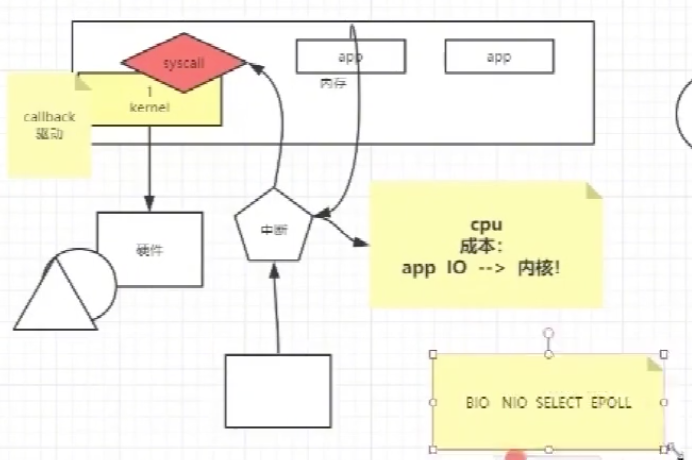 syscall
app
app
内存
1
kernel
callback
驱动
硬件
中断
cpu
成本:
app IO --> 内核!
BIO NIO SELECT EPOLL